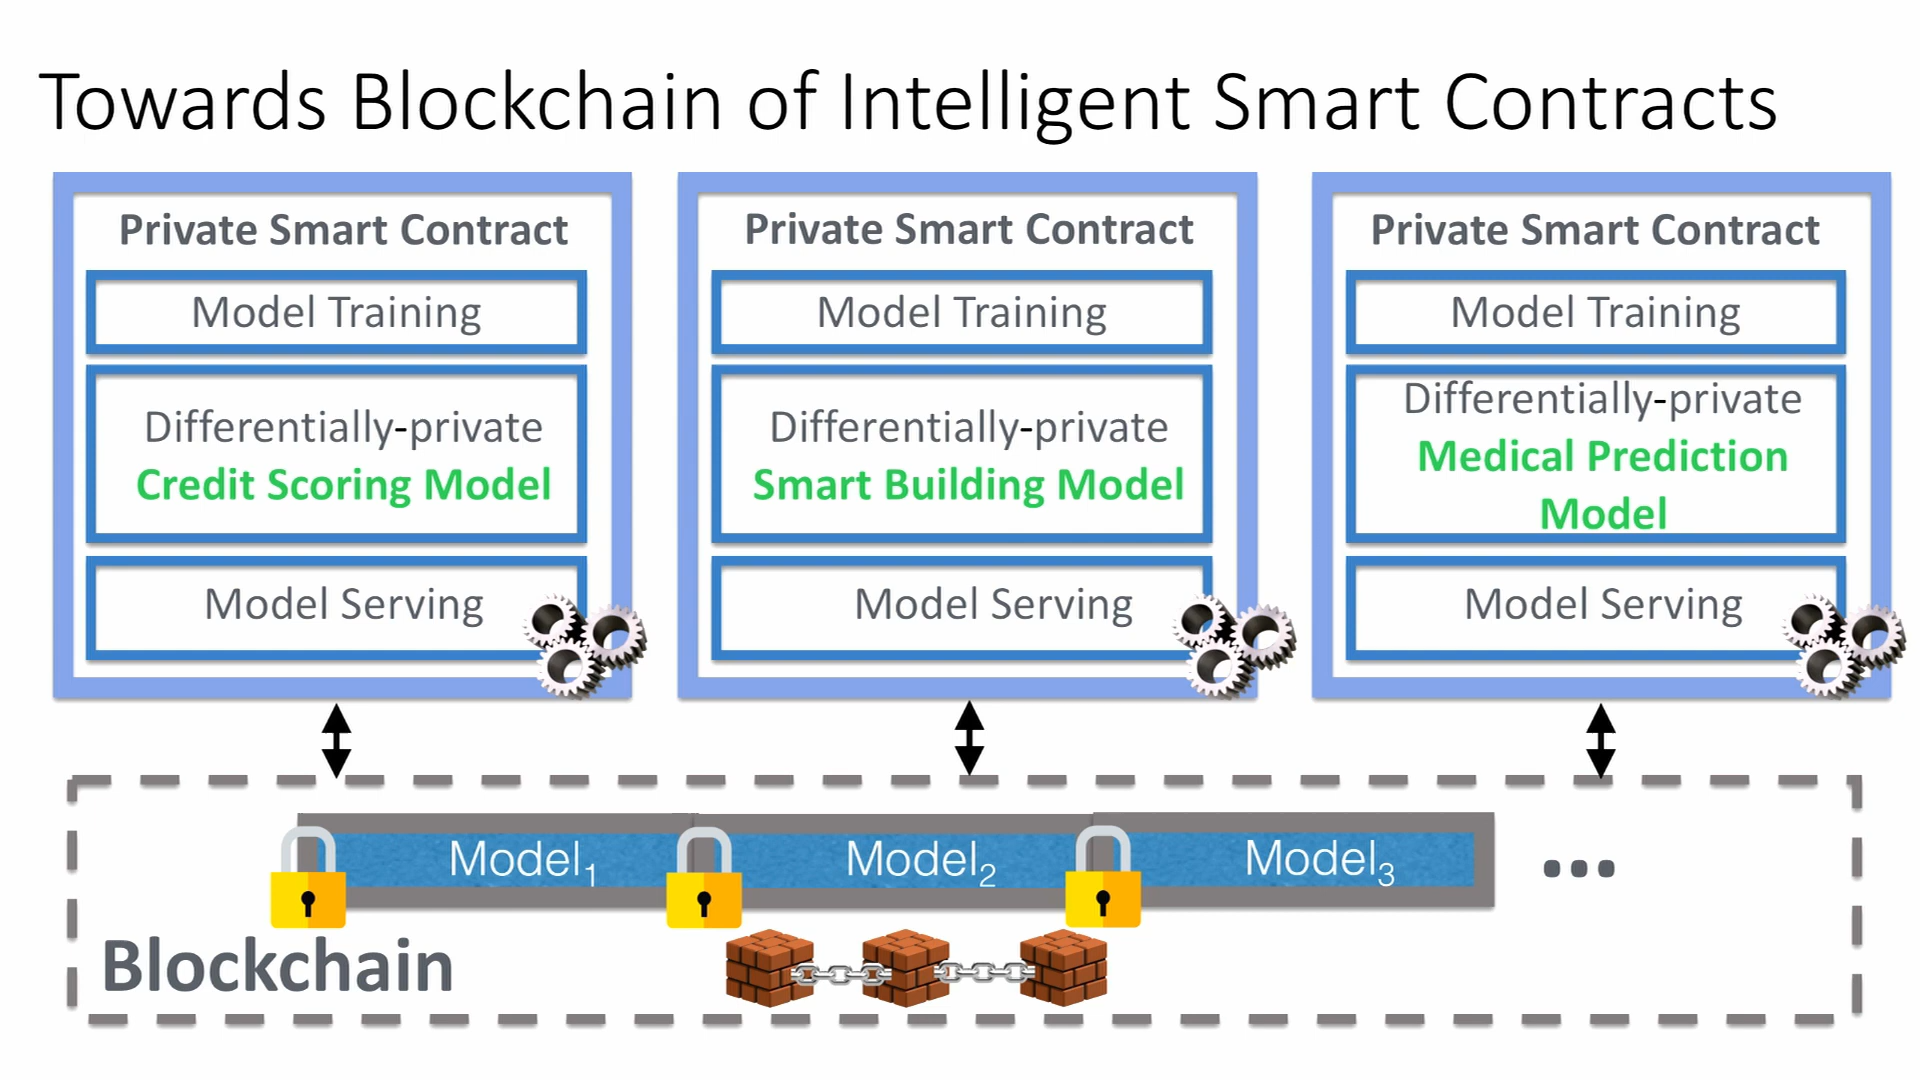 Towards Blockchain of Intelligent Smart Contracts
Private Smart Contract
Model Training
Differentially-private
Credit Scoring Model
Model Serving
Private Smart Contract
Model Training
Differentially-private
Smart Building Model
Model Serving
Private Smart Contract
Model Training
Differentially-private
Medical Prediction
Model
Model Serving
Model₁
Model₂
Model₃
...
Blockchain